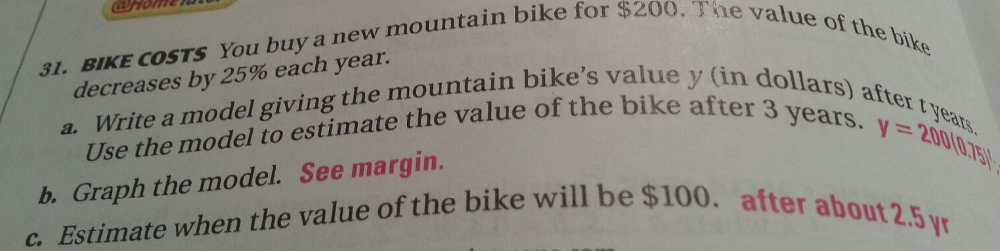 31. BIKE COSTS You buy a new mountain bike for $200. The value of the bike
decreases by 25% each year.
a. Write a model giving the mountain bike's value y (in dollars) after t years.
Use the model to estimate the value of the bike after 3 years. y = 200(0.75)
b. Graph the model. See margin.
c. Estimate when the value of the bike will be $100. after about 2.5 yr